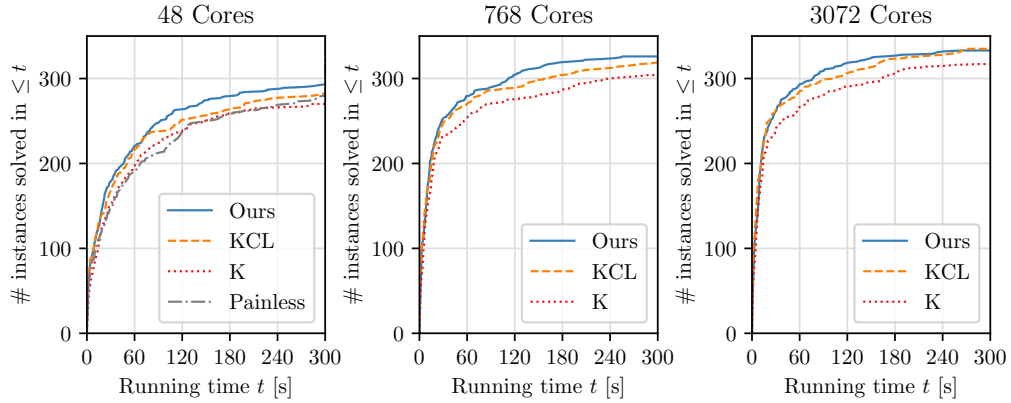 48 Cores
# instances solved in ≤ t
300
200
100
0
Ours
KCL
K
Painless
0 60 120 180 240 300
Running time t [s]
768 Cores
# instances solved in ≤ t
300
200
100
0
Ours
KCL
K
0 60 120 180 240 300
Running time t [s]
3072 Cores
# instances solved in ≤ t
300
200
100
0
Ours
KCL
K
0 60 120 180 240 300
Running time t [s]